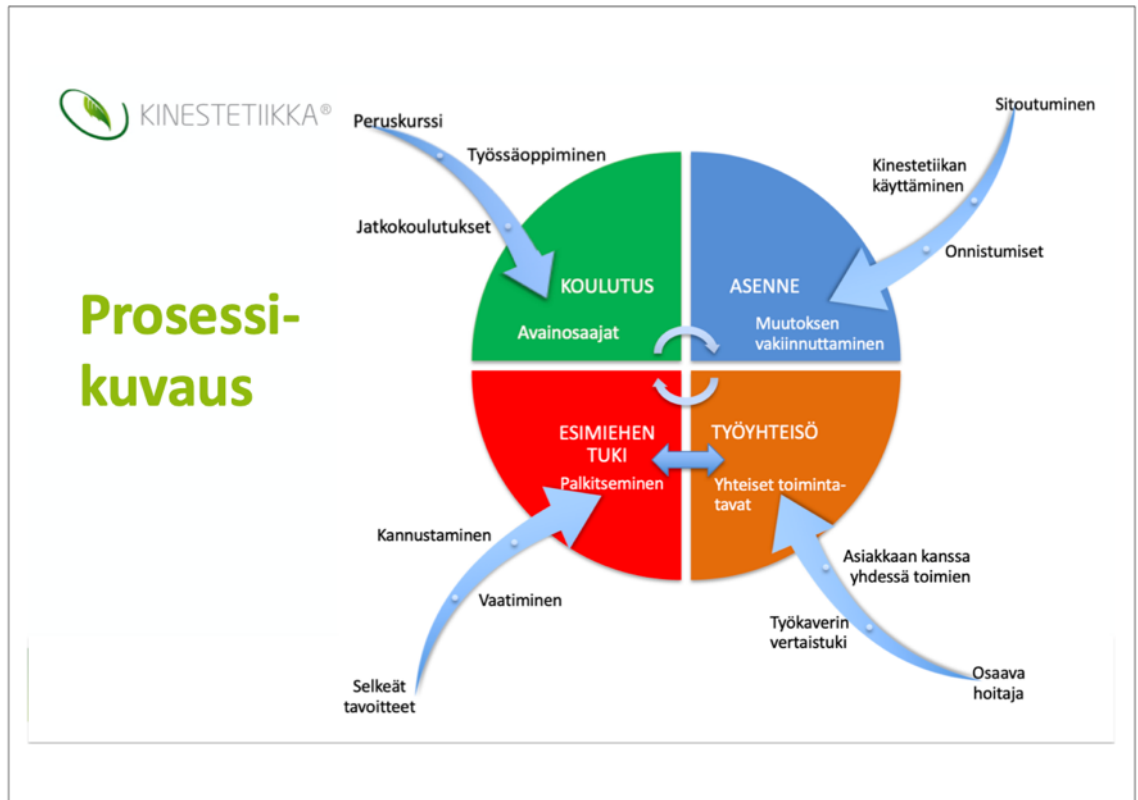 KINESTETIIKKA®
Prosessi-
kuvaus
Peruskurssi
Työssäoppiminen
Jatkokoulutukset
KOULUTUS
Avainosaajat
Sitoutuminen
Kinestetiikan
käyttäminen
Onnistumiset
ASENNE
Muutoksen
vakiinnuttaminen
ESIMIEHEN
TUKI
Palkitseminen
Kannustaminen
Vaatiminen
Selkeät
tavoitteet
TYÖYHTEISÖ
Yhteiset toiminta-
tavat
Asiakkaan kanssa
yhdessä toimien
Työkaverin
vertaistuki
Osaava
hoitaja